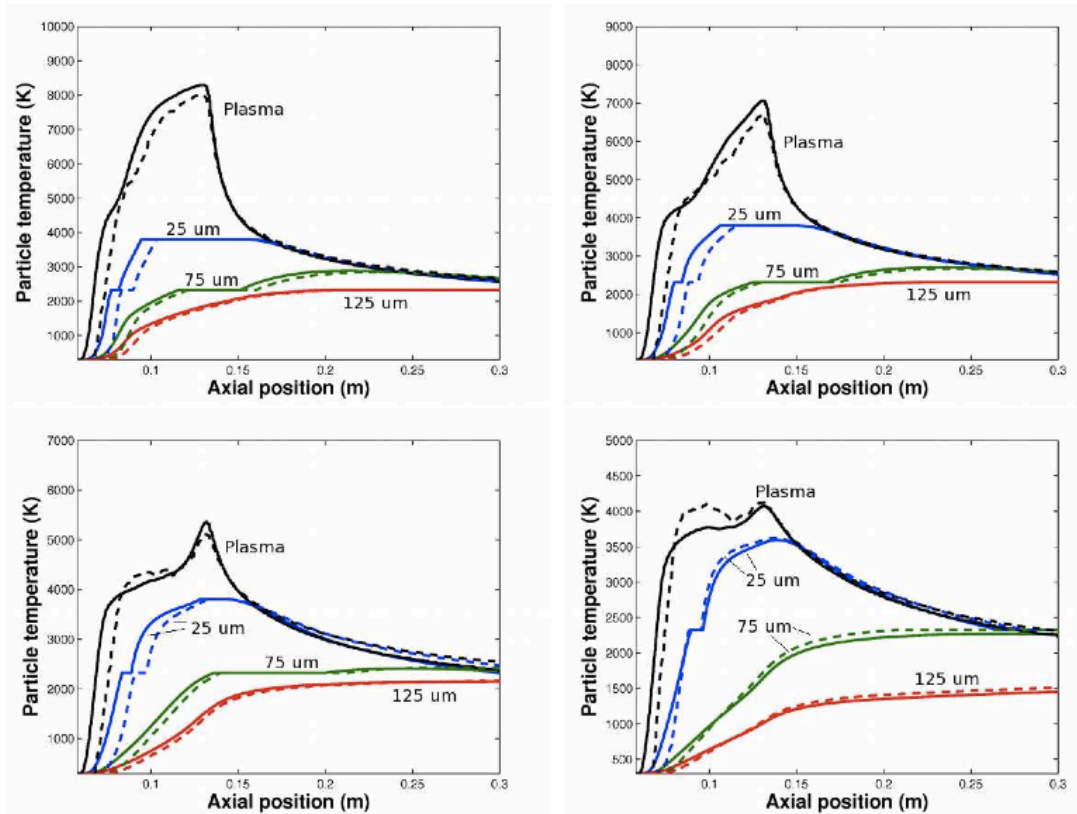 10000
9000
8000
7000
6000
5000
4000
3000
2000
1000
Particle temperature (K)
Plasma
25 um
75 um
125 um
0.1 0.15 0.2 0.25 0.3
Axial position (m)
9000
8000
7000
6000
5000
4000
3000
2000
1000
Particle temperature (K)
Plasma
25 um
75 um
125 um
0.1 0.15 0.2 0.25 0.3
Axial position (m)
7000
6000
5000
4000
3000
2000
1000
Particle temperature (K)
Plasma
25 um
75 um
125 um
0.1 0.15 0.2 0.25 0.3
Axial position (m)
5000
4500
4000
3500
3000
2500
2000
1500
1000
500
Particle temperature (K)
Plasma
25 um
75 um
125 um
0.1 0.15 0.2 0.25 0.3
Axial position (m)